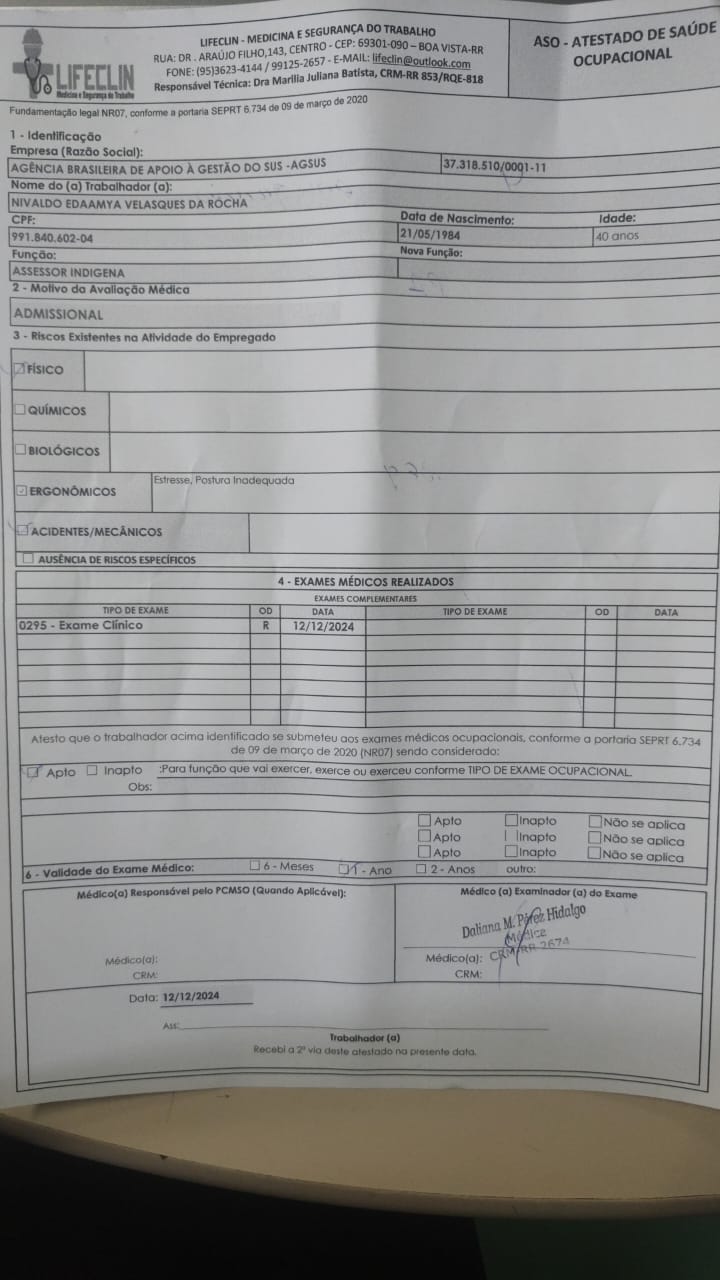 LIFECLIN
Medicina e Segurança do Trabalho
LIFECLIN - MEDICINA E SEGURANÇA DO TRABALHO
RUA: DR . ARAÚJO FILHO,143, CENTRO - CEP: 69301-090 – BOA VISTA-RR
FONE: (95)3623-4144 / 99125-2657 - E-MAIL: lifeclin@outlook.com
Responsável Técnica: Dra Marilia Juliana Batista, CRM-RR 853/RQE-818
ASO - ATESTADO DE SAÚDE
OCUPACIONAL
Fundamentação legal NR07, conforme a portaria SEPRT 6.734 de 09 de março de 2020
1 - Identificação
Empresa (Razão Social):
AGÊNCIA BRASILEIRA DE APOIO À GESTÃO DO SUS -AGSUS 37.318.510/0001-11
Nome do (a) Trabalhador (a):
NIVALDO EDAAMYA VELASQUES DA ROCHA
CPF: Data de Nascimento: Idade:
991.840.602-04 21/05/1984 40 anos
Função: Nova Função:
ASSESSOR INDIGENA
2 - Motivo da Avaliação Médica
ADMISSIONAL
3 - Riscos Existentes na Atividade do Empregado
FÍSICO
QUÍMICOS
BIOLÓGICOS
ERGONÔMICOS Estresse, Postura Inadequada
ACIDENTES/MECÂNICOS
AUSÊNCIA DE RISCOS ESPECÍFICOS
4 - EXAMES MÉDICOS REALIZADOS
EXAMES COMPLEMENTARES
TIPO DE EXAME OD DATA TIPO DE EXAME OD DATA
0295 - Exame Clínico R 12/12/2024
Atesto que o trabalhador acima identificado se submeteu aos exames médicos ocupacionais, conforme a portaria SEPRT 6.734
de 09 de março de 2020 (NR07) sendo considerado:
Apto Inapto :Para função que vai exercer, exerce ou exerceu conforme TIPO DE EXAME OCUPACIONAL.
Obs:
Apto Inapto Não se aplica
Apto Inapto Não se aplica
Apto Inapto Não se aplica
6 - Validade do Exame Médico: 6 - Meses 1 - Ano 2 - Anos outro:
Médico(a) Responsável pelo PCMSO (Quando Aplicável): Médico (a) Examinador (a) do Exame
Daliana M. Pérez Hidalgo
Médica
CRM/RR 2674
Médico(a): Médico(a):
CRM: CRM:
Data: 12/12/2024
Ass:
Trabalhador (a)
Recebi a 2ª via deste atestado na presente data.